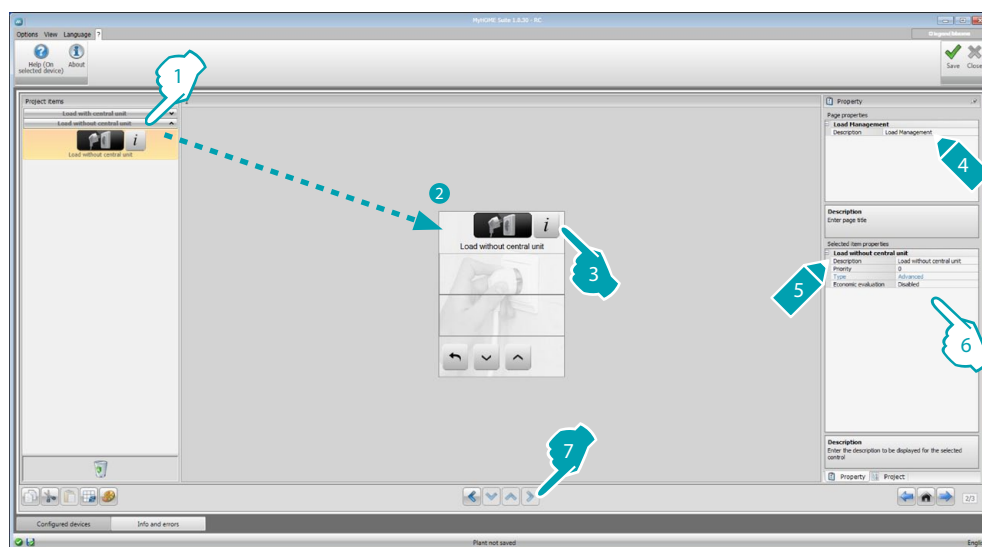 MyHOME Suite 1.0.20 - RC
Options View Language ?
Help (On selected device)
About
Save Close
Project items
Load with central unit
Load without central unit
i
Load without central unit
1
2
i
Load without central unit
3
Property
Page properties
Load Management
Description Load Management
4
Description
Enter page title
Selected item properties
Load without central unit
Description Load without central unit
Priority 0
Type Advanced
Economic evaluation Disabled
5
6
Description
Enter the description to be displayed for the selected control
Property Project
7
2/3
Configured devices Info and errors
Plant not saved
Engli